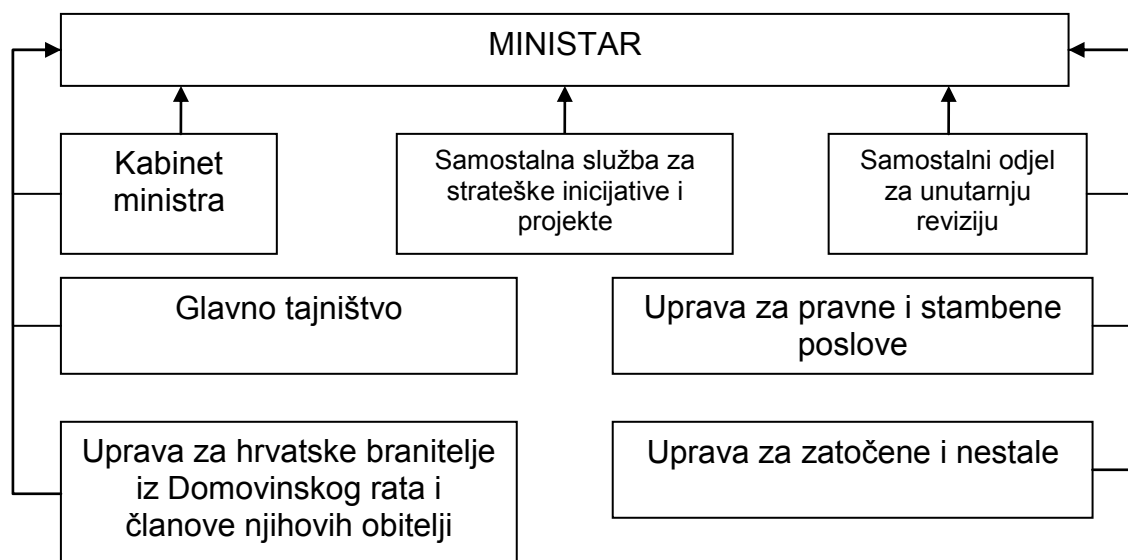 MINISTAR
Kabinet
ministra
Samostalna služba za
strateške inicijative i
projekte
Samostalni odjel
za unutarnju
reviziju
Glavno tajništvo
Uprava za pravne i stambene
poslove
Uprava za hrvatske branitelje
iz Domovinskog rata i
članove njihovih obitelji
Uprava za zatočene i nestale